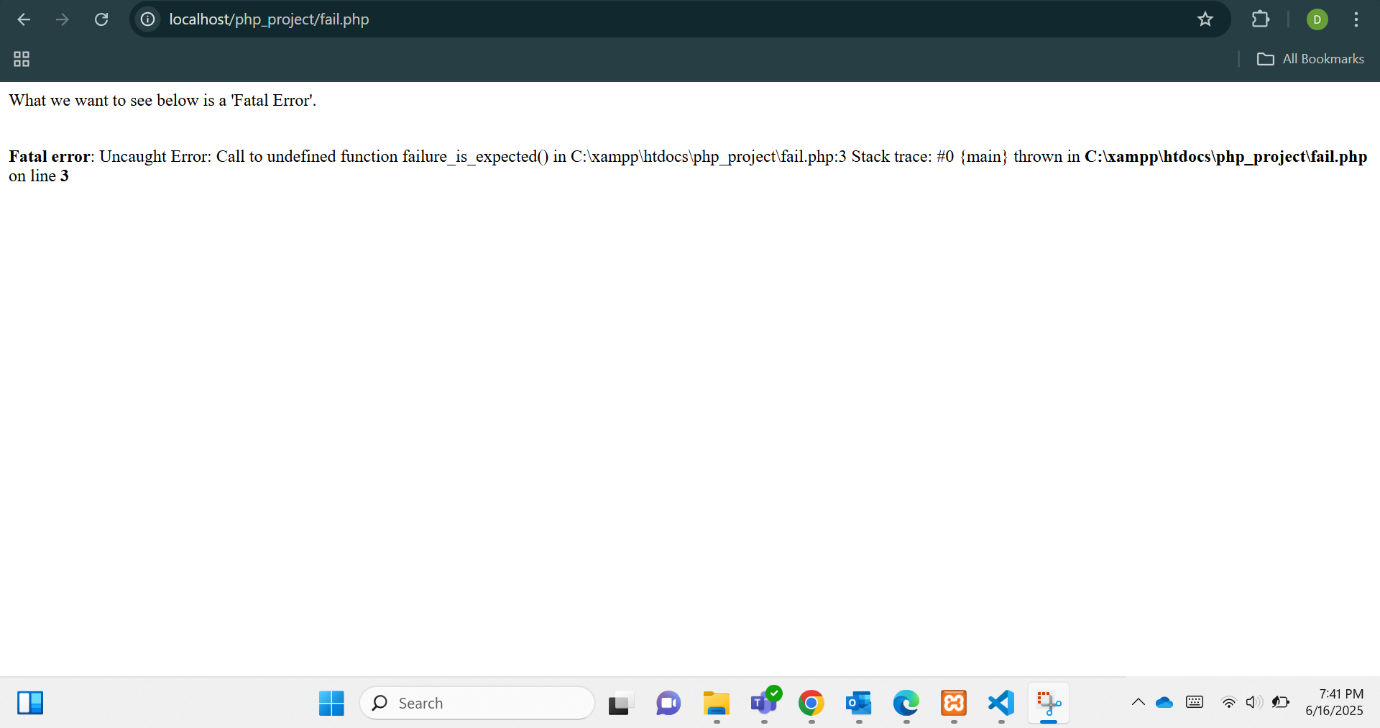 localhost/php_project/fail.php
D
All Bookmarks
What we want to see below is a 'Fatal Error'.
Fatal error: Uncaught Error: Call to undefined function failure_is_expected() in C:\xampp\htdocs\php_project\fail.php:3 Stack trace: #0 {main} thrown in C:\xampp\htdocs\php_project\fail.php
on line 3
Search
7:41 PM
6/16/2025